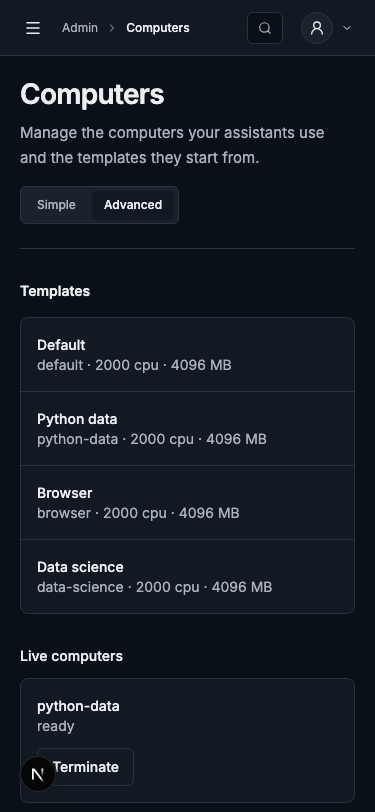 Admin > Computers
Computers
Manage the computers your assistants use
and the templates they start from.
Simple Advanced
Templates
Default
default · 2000 cpu · 4096 MB
Python data
python-data · 2000 cpu · 4096 MB
Browser
browser · 2000 cpu · 4096 MB
Data science
data-science · 2000 cpu · 4096 MB
Live computers
python-data
ready
N Terminate